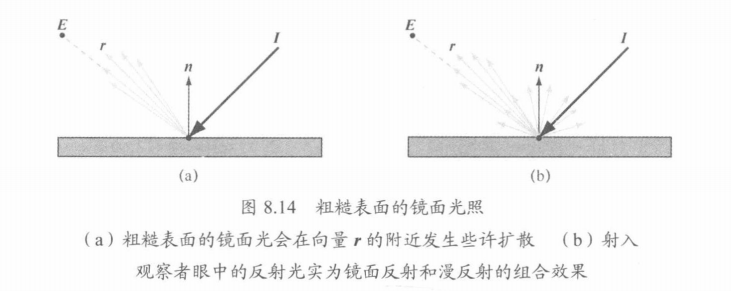 E
r
n
I
E
r
n
I
(a)
(b)
图 8.14 粗糙表面的镜面光照
（a）粗糙表面的镜面光会在向量 r 的附近发生些许扩散 （b）射入
观察者眼中的反射光实为镜面反射和漫反射的组合效果